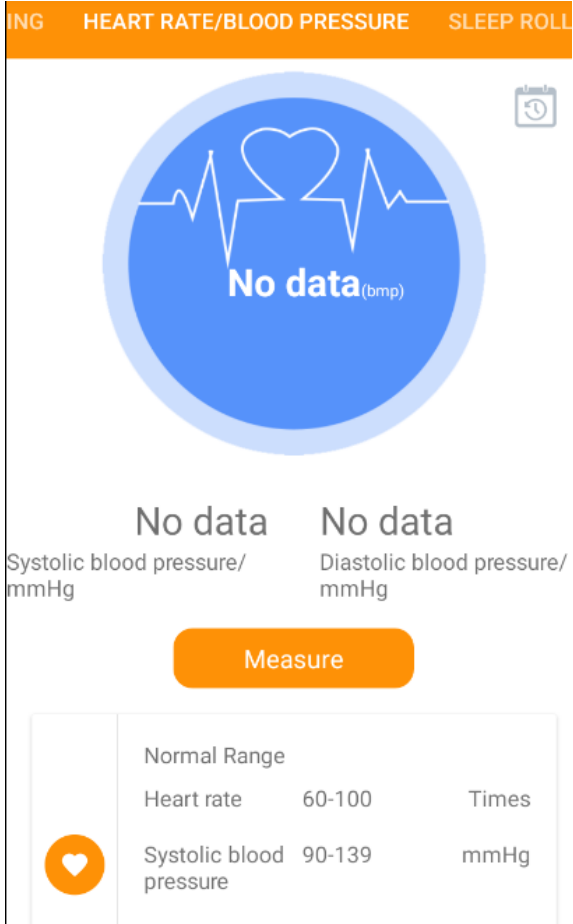 ING HEART RATE/BLOOD PRESSURE SLEEP ROLL
No data(bmp)
No data No data
Systolic blood pressure/ Diastolic blood pressure/
mmHg mmHg
Measure
Normal Range
Heart rate 60-100 Times
Systolic blood 90-139 mmHg
pressure